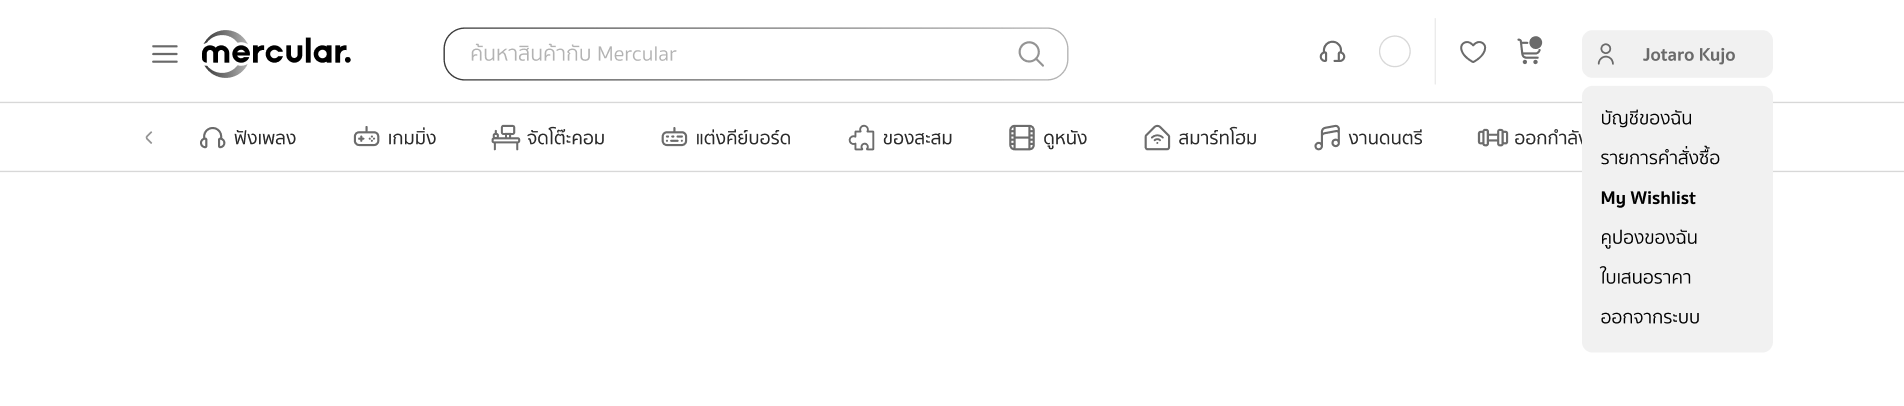 mercular.
ค้นหาสินค้ากับ Mercular
Jotaro Kujo
ฟังเพลง
เกมมิ่ง
จัดโต๊ะคอม
แต่งคีย์บอร์ด
ของสะสม
ดูหนัง
สมาร์ทโฮม
งานดนตรี
ออกกำลัง
บัญชีของฉัน
รายการคำสั่งซื้อ
My Wishlist
คูปองของฉัน
ใบเสนอราคา
ออกจากระบบ